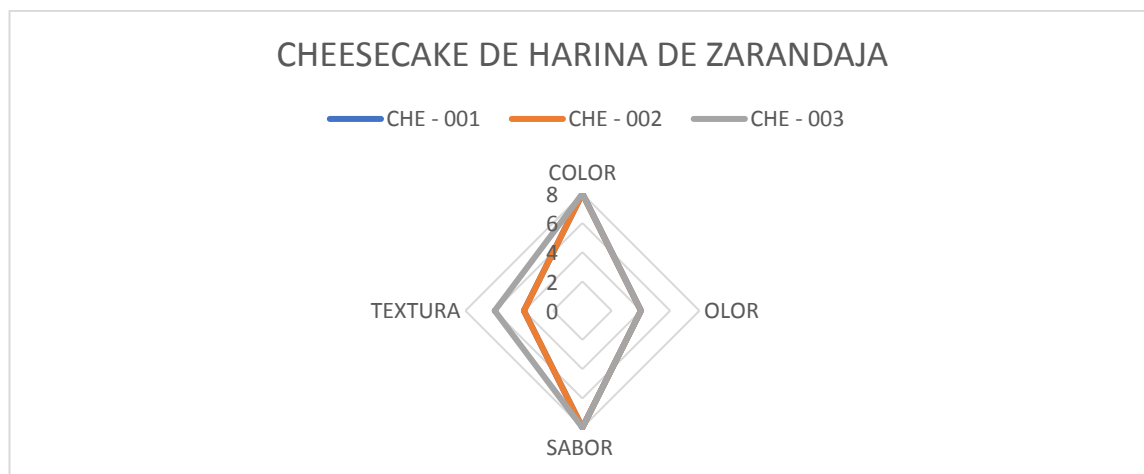 CHEESECAKE DE HARINA DE ZARANDAJA
CHE - 001 CHE - 002 CHE - 003
COLOR
8
6
4
2
0
TEXTURA
OLOR
SABOR